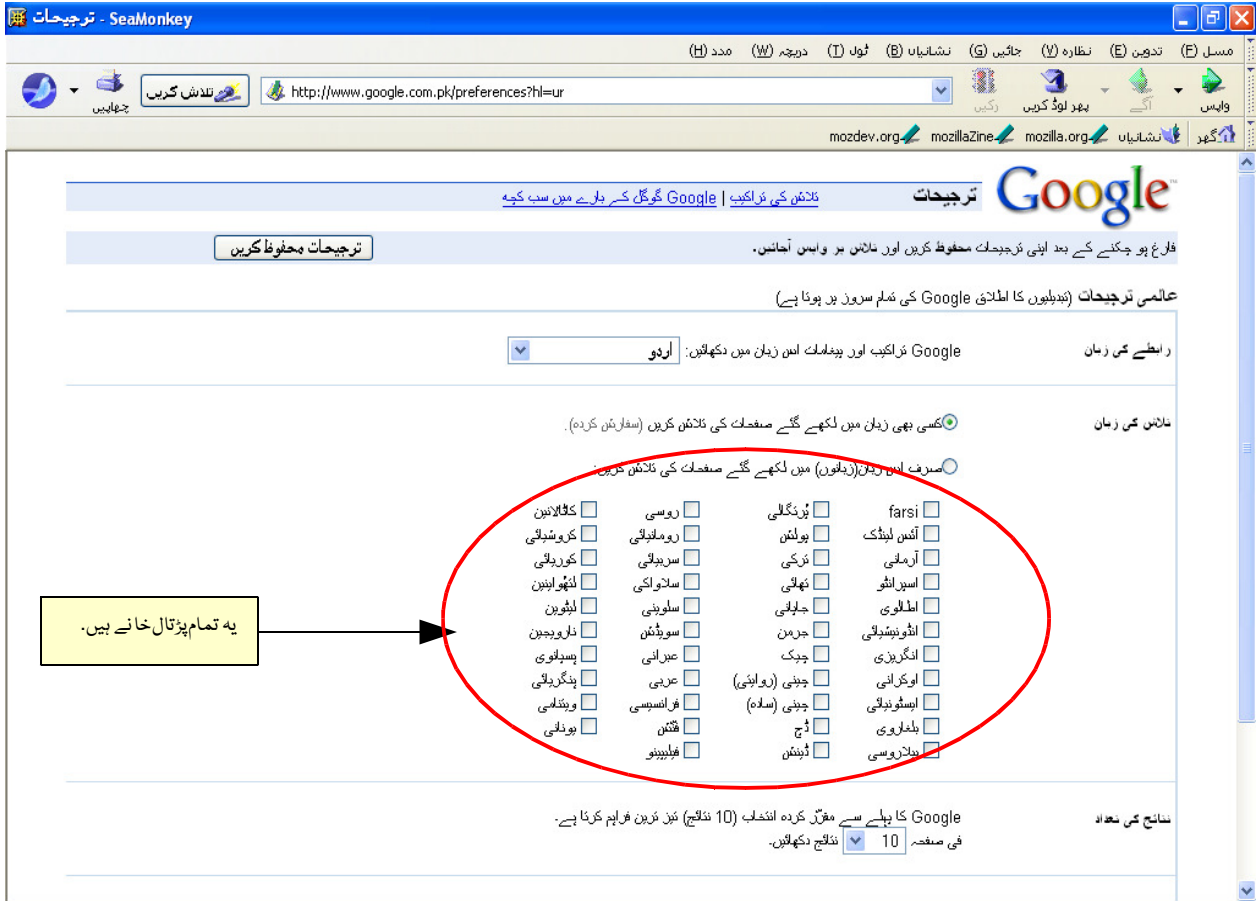 SeaMonkey - ترجیحات
مسل (F) تدوین (E) نظارہ (V) جائیں (G) نشانیاں (B) ٹول (T) دریچہ (W) مدد (H)
واپس آگے پھر لوڈ کریں رکیں http://www.google.com.pk/preferences?hl=ur تلاش کریں چھاپیں
گھر نشانیاں mozilla.org mozillaZine mozdev.org
Google™ ترجیحات تلاش کی تراکیب | Google گوگل کے بارے میں سب کچھ
فارغ ہو چکنے کے بعد اپنی ترجیحات محفوظ کریں اور تلاش پر واپس آجائیں۔ ترجیحات محفوظ کریں
عالمی ترجیحات (تبدیلیوں کا اطلاق Google کی تمام سروز پر ہوتا ہے)
رابطے کی زبان Google تراکیب اور پیغامات اس زبان میں دکھائیں: اردو
تلاش کی زبان کسی بھی زبان میں لکھے گئے صفحات کی تلاش کریں (سفارش کردہ).
صرف اس زبان(زبانوں) میں لکھے گئے صفحات کی تلاش کریں:
farsi پُرتگالی روسی کاٹالانین
آئس لینڈک پولش رومانیائی کروشیائی
آرمانی ترکی سربیائی کوریائی
اسپرانٹو تھائی سلاواکی لتھُواینین
اطالوی جاپانی سلوینی لیٹوین
انڈونیشیائی جرمن سویڈش نارویجین
انگریزی چیک عبرانی ہسپانوی
اوکرانی چینی (روایتی) عربی ہنگریائی
ایسٹونیائی چینی (سادہ) فرانسیسی ویتنامی
بلغاروی ڈچ فنّش یونانی
بیلاروسی ڈینش فیلیپینو
یہ تمام پڑتال خانے ہیں۔
نتائج کی تعداد Google کا پہلے سے مقرّر کردہ انتخاب (10 نتائج) تیز ترین فراہم کرتا ہے۔
فی صفحہ 10 نتائج دکھائیں۔